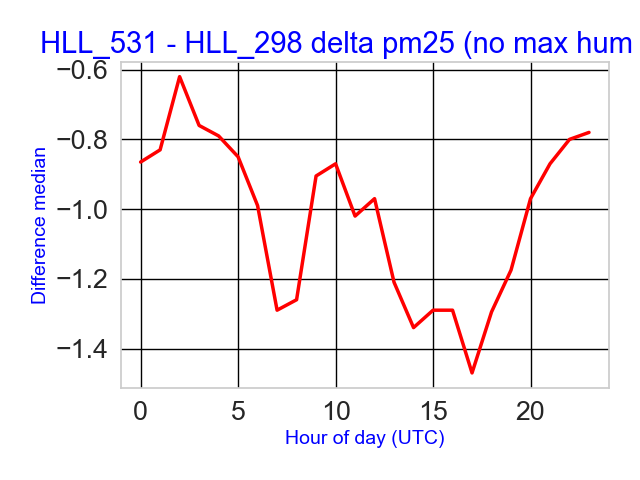 HLL_531 - HLL_298 delta pm25 (no max hum
−0.6
−0.8
−1.0
−1.2
−1.4
Difference median
0 5 10 15 20
Hour of day (UTC)